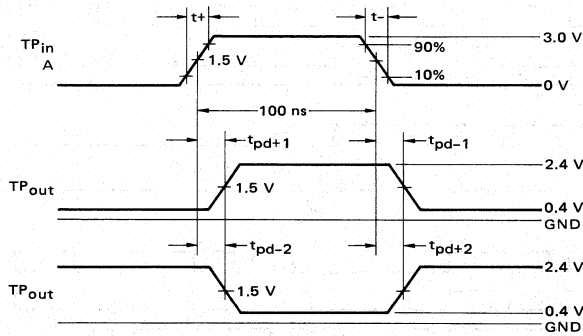 t+
t-
TPin
A
3.0 V
90%
1.5 V
10%
0 V
100 ns
tpd+1
tpd-1
2.4 V
TPout
1.5 V
0.4 V
GND
tpd-2
tpd+2
2.4 V
TPout
1.5 V
0.4 V
GND